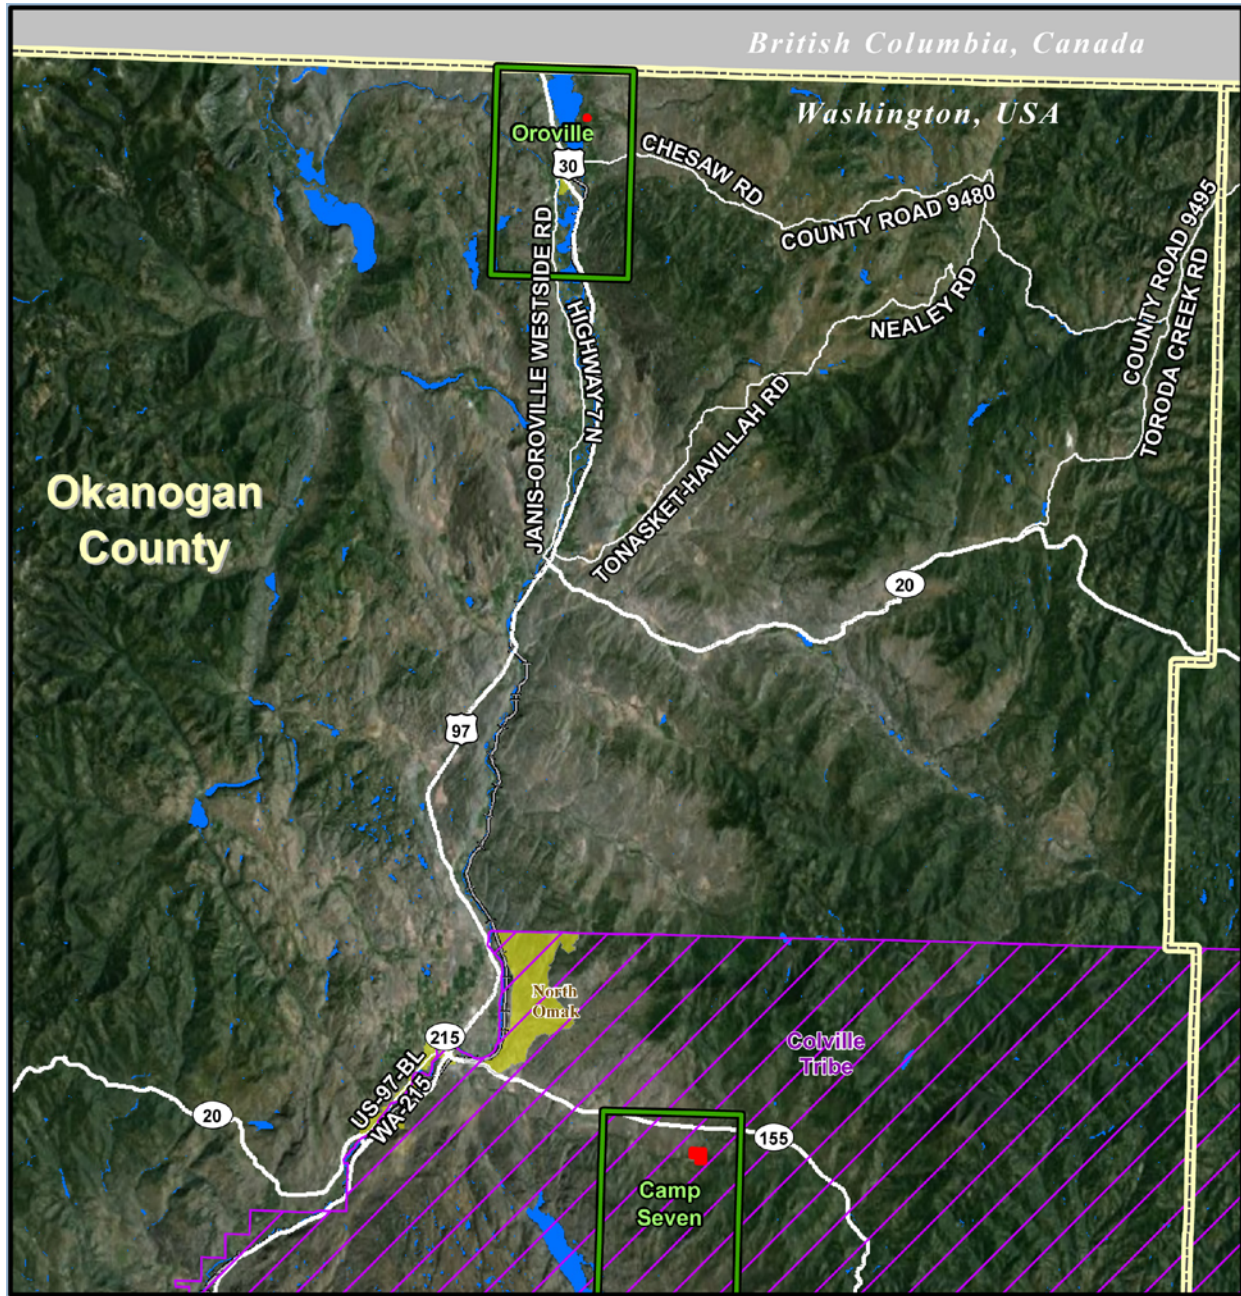 British Columbia, Canada
Washington, USA
Oroville
30
CHESAW RD
COUNTY ROAD 9480
COUNTY ROAD 9495
TORODA CREEK RD
NEALEY RD
JANIS-OROVILLE WESTSIDE RD
HIGHWAY-7 N
TONASKET-HAVILLAH RD
Okanogan
County
20
97
North
Omak
Colville
Tribe
215
US-97-BL
WA-215
20
155
Camp
Seven